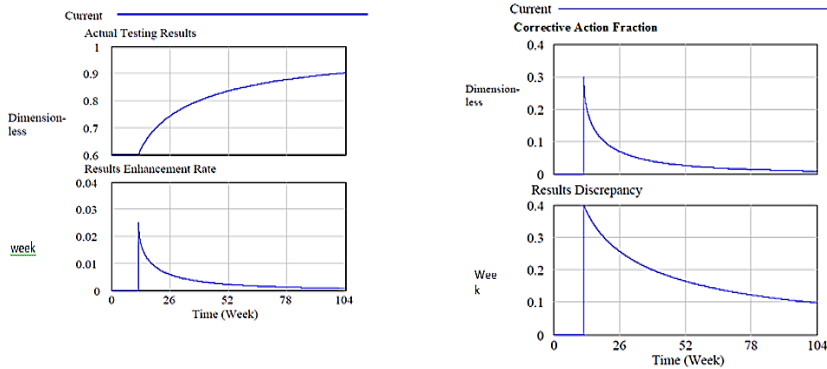 Current
Actual Testing Results
1
0.9
0.8
0.7
0.6
Dimension-
less
Results Enhancement Rate
0.04
0.03
0.02
0.01
0
week
0 26 52 78 104
Time (Week)
Current
Corrective Action Fraction
0.4
0.3
0.2
0.1
0
Dimension-
less
Results Discrepancy
0.4
0.3
0.2
0.1
0
Wee
k
0 26 52 78 104
Time (Week)